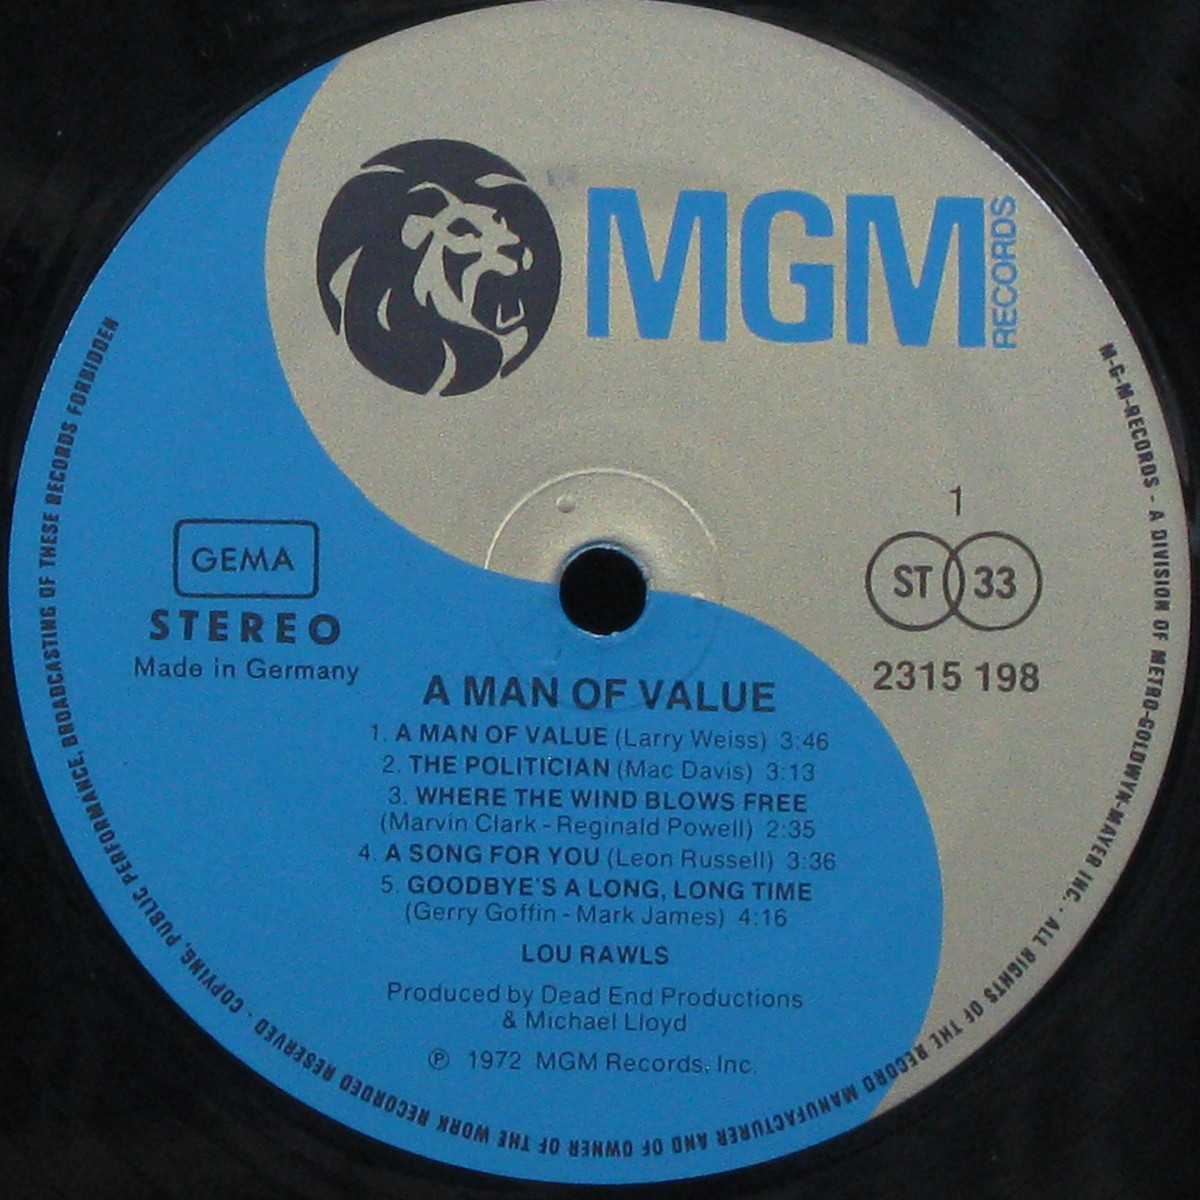 MGM
RECORDS
1
ST 33
2315 198
GEMA
STEREO
Made in Germany
A MAN OF VALUE
1. A MAN OF VALUE (Larry Weiss) 3:46
2. THE POLITICIAN (Mac Davis) 3:13
3. WHERE THE WIND BLOWS FREE
(Marvin Clark - Reginald Powell) 2:35
4. A SONG FOR YOU (Leon Russell) 3:36
5. GOODBYE'S A LONG, LONG TIME
(Gerry Goffin - Mark James) 4:16
LOU RAWLS
Produced by Dead End Productions
& Michael Lloyd
℗ 1972 MGM Records, Inc.
M-G-M-RECORDS - A DIVISION OF METRO-GOLDWYN-MAYER INC. · ALL RIGHTS OF THE RECORD MANUFACTURER AND OF OWNER OF THE WORK RECORDED RESERVED · COPYING, PUBLIC PERFORMANCE, BROADCASTING OF THESE RECORDS FORBIDDEN